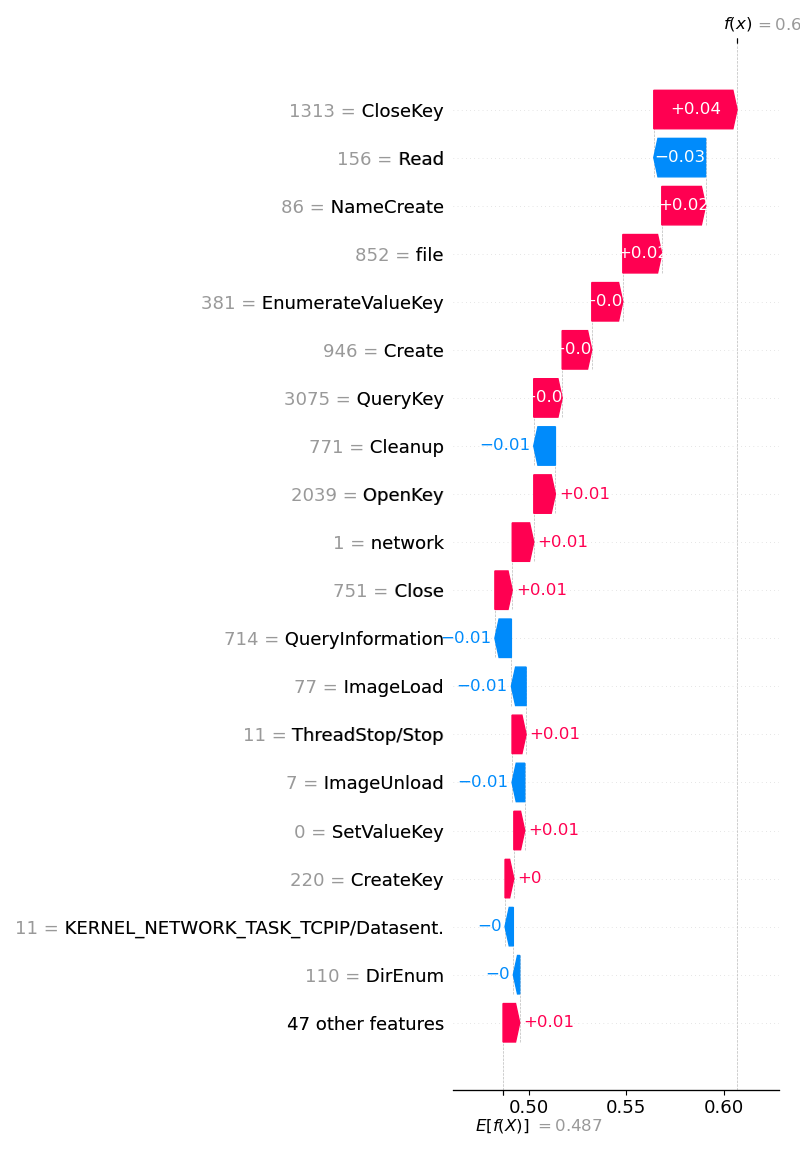 f(x) = 0.6
1313 = CloseKey +0.04
156 = Read −0.03
86 = NameCreate +0.02
852 = file +0.02
381 = EnumerateValueKey
946 = Create
3075 = QueryKey
771 = Cleanup −0.01
2039 = OpenKey +0.01
1 = network +0.01
751 = Close +0.01
714 = QueryInformation −0.01
77 = ImageLoad −0.01
11 = ThreadStop/Stop +0.01
7 = ImageUnload −0.01
0 = SetValueKey +0.01
220 = CreateKey +0
11 = KERNEL_NETWORK_TASK_TCPIP/Datasent. −0
110 = DirEnum −0
47 other features +0.01
0.50 0.55 0.60
E[f(X)] = 0.487